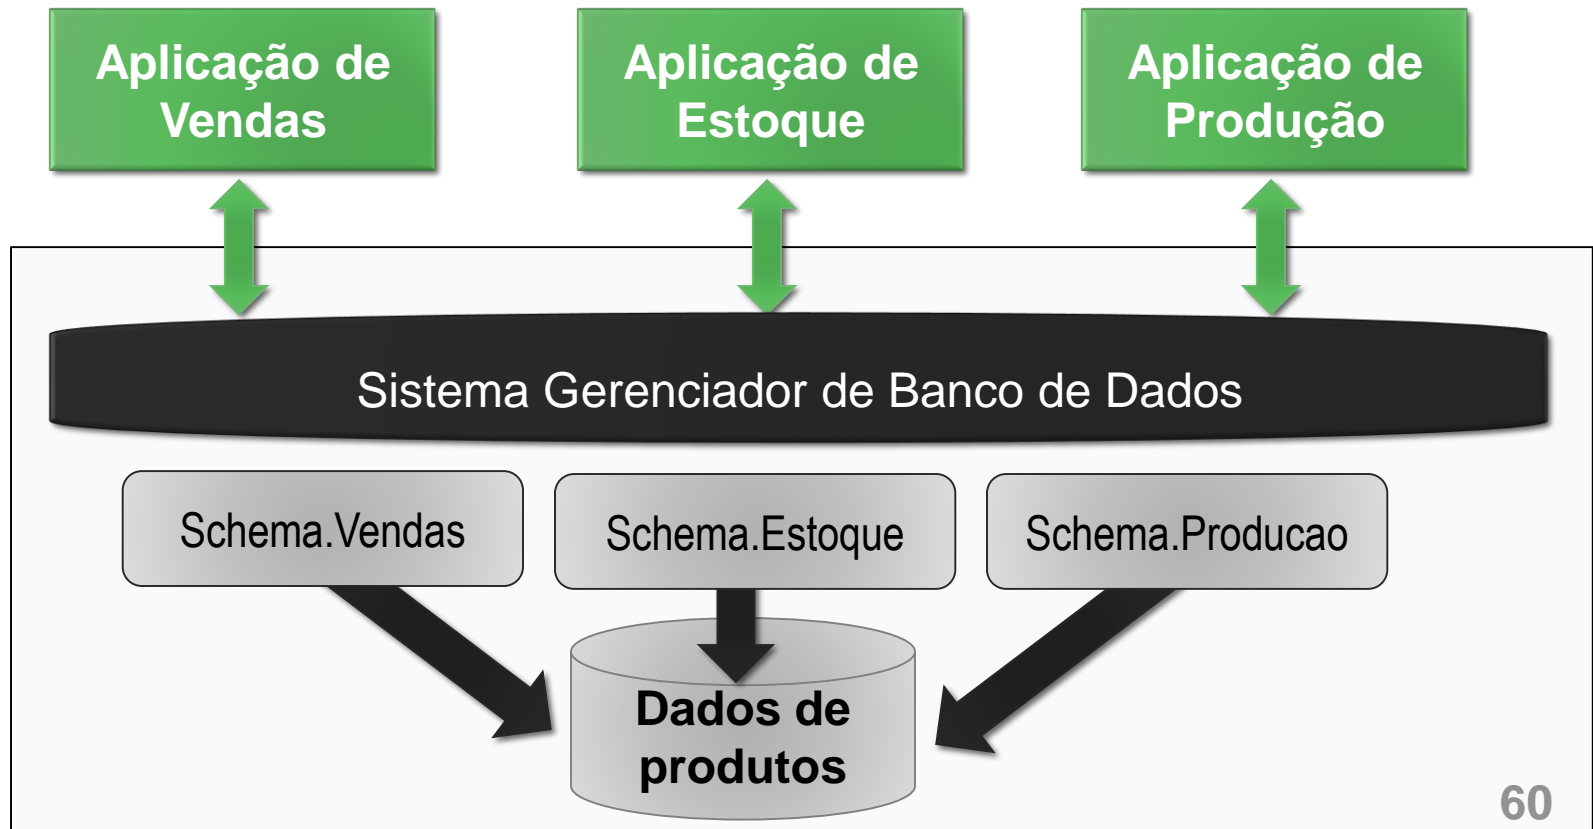 Aplicação de
Vendas
Aplicação de
Estoque
Aplicação de
Produção
Sistema Gerenciador de Banco de Dados
Schema.Vendas
Schema.Estoque
Schema.Producao
Dados de
produtos
60